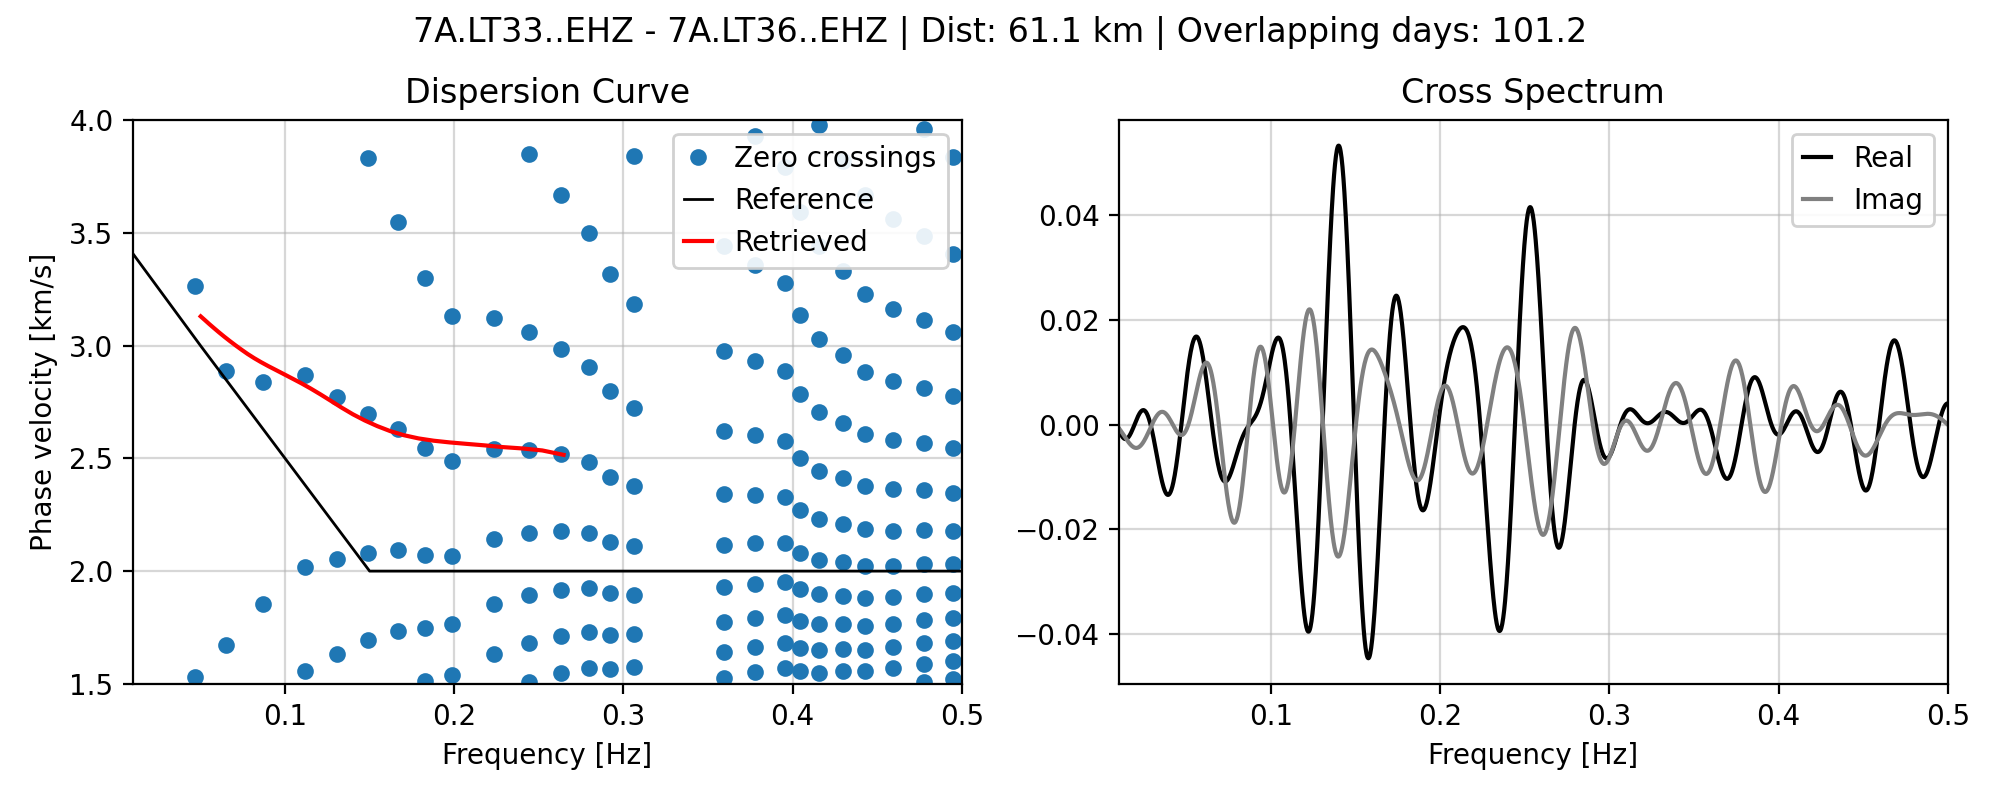 7A.LT33..EHZ - 7A.LT36..EHZ | Dist: 61.1 km | Overlapping days: 101.2
Dispersion Curve
4.0
3.5
3.0
2.5
2.0
1.5
Phase velocity [km/s]
0.1
0.2
0.3
0.4
0.5
Frequency [Hz]
Zero crossings
Reference
Retrieved
Cross Spectrum
0.04
0.02
0.00
−0.02
−0.04
0.1
0.2
0.3
0.4
0.5
Frequency [Hz]
Real
Imag